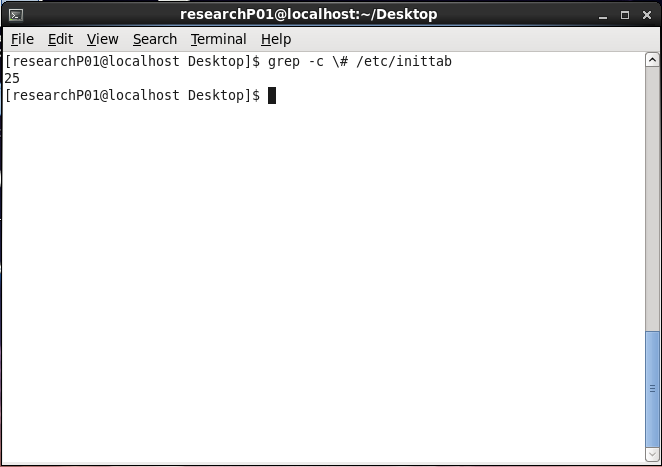 researchP01@localhost:~/Desktop
File Edit View Search Terminal Help
[researchP01@localhost Desktop]$ grep -c \# /etc/inittab
25
[researchP01@localhost Desktop]$